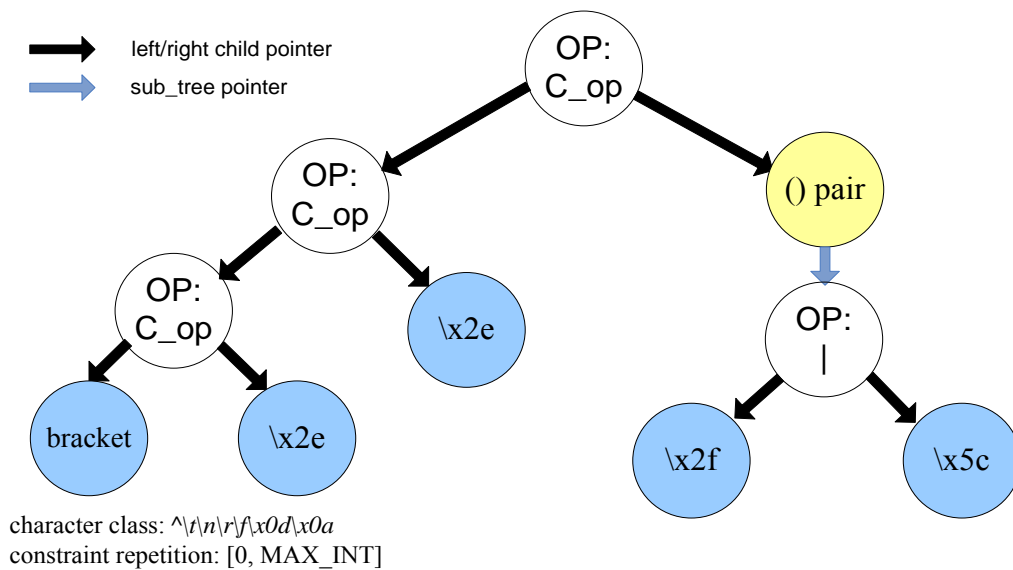 left/right child pointer
sub_tree pointer
OP:
C_op
OP:
C_op
() pair
OP:
C_op
\x2e
OP:
|
bracket
\x2e
\x2f
\x5c
character class: ^\t\n\r\f\x0d\x0a
constraint repetition: [0, MAX_INT]